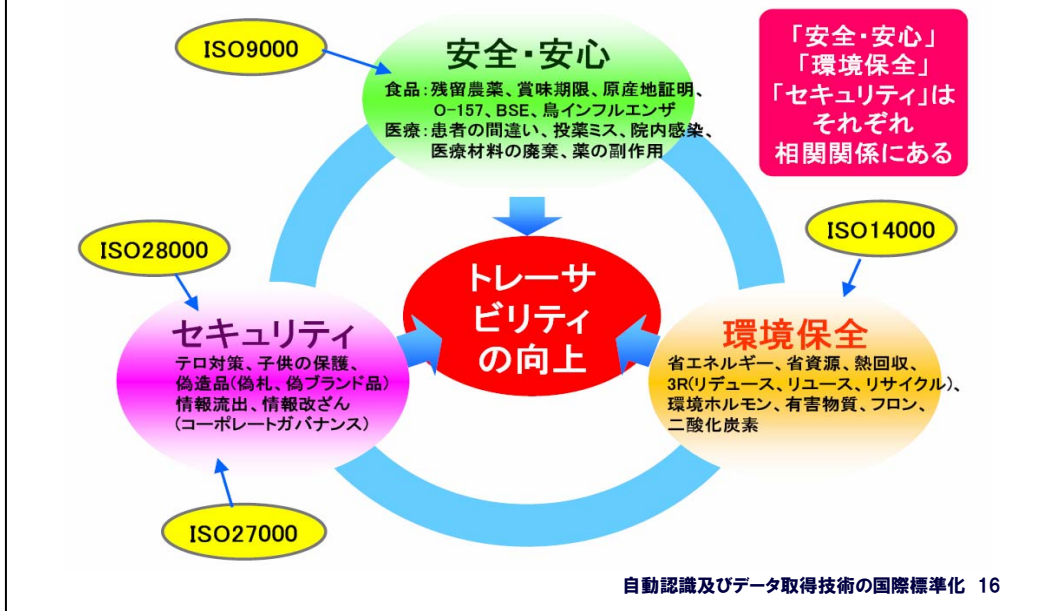 ISO9000
安全・安心
食品:残留農薬、賞味期限、原産地証明、
O-157、BSE、鳥インフルエンザ
医療:患者の間違い、投薬ミス、院内感染、
医療材料の廃棄、薬の副作用
「安全・安心」
「環境保全」
「セキュリティ」は
それぞれ
相関関係にある
ISO28000
ISO14000
トレーサ
ビリティ
の向上
セキュリティ
テロ対策、子供の保護、
偽造品(偽札、偽ブランド品)
情報流出、情報改ざん
(コーポレートガバナンス)
環境保全
省エネルギー、省資源、熱回収、
3R(リデュース、リユース、リサイクル)、
環境ホルモン、有害物質、フロン、
二酸化炭素
ISO27000
自動認識及びデータ取得技術の国際標準化 16